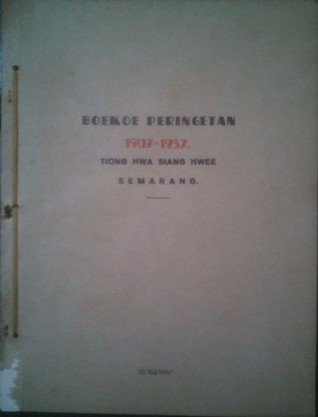 BOEKOE PERINGETAN
1907-1937.
TIONG HWA SIANG HWEE
SEMARANG.